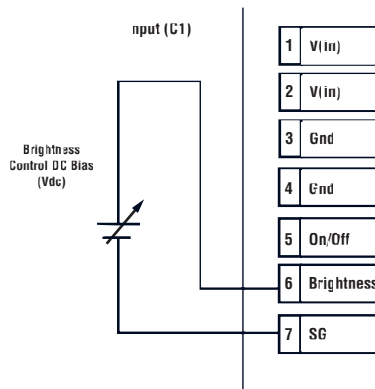 nput (C1)
1 V(in)
2 V(in)
3 Gnd
Brightness
Control DC Bias
(Vdc)
4 Gnd
5 On/Off
6 Brightness
7 SG